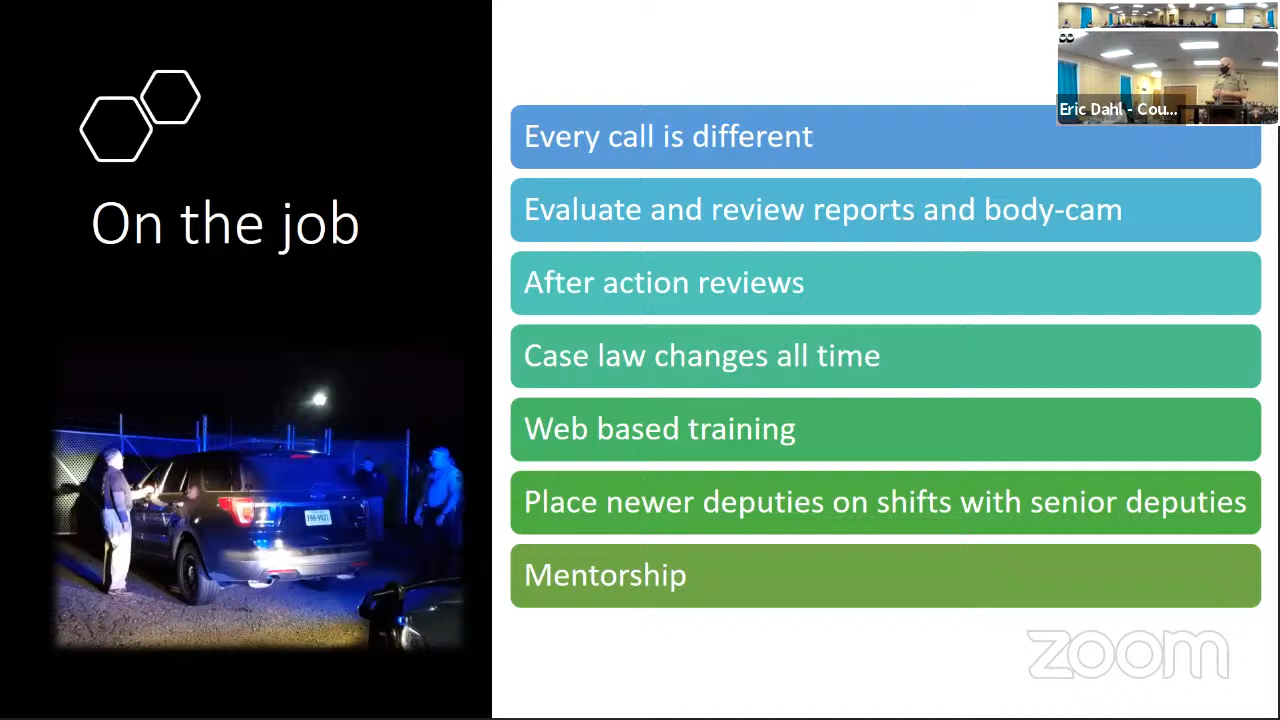 Eric Dahl - Cou...
On the job
Every call is different
Evaluate and review reports and body-cam
After action reviews
Case law changes all time
Web based training
Place newer deputies on shifts with senior deputies
Mentorship
zoom